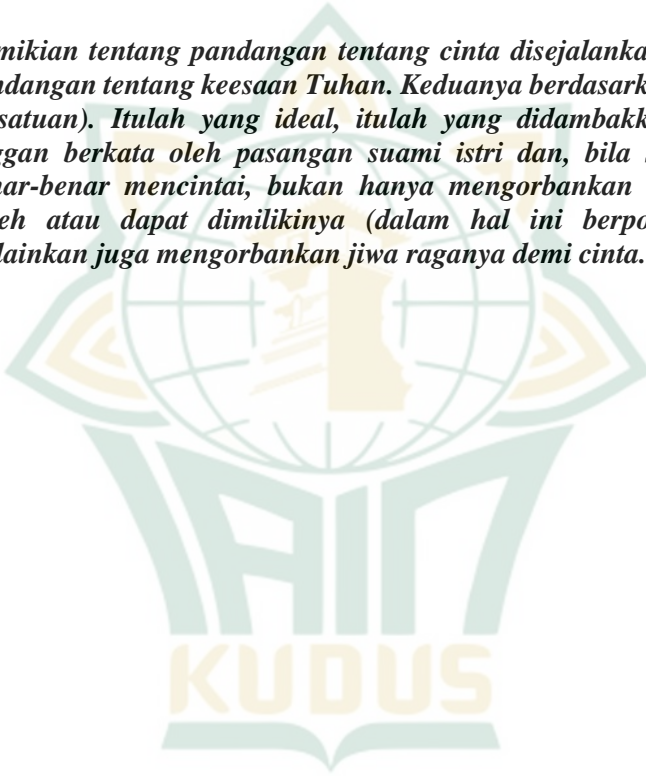 mikian tentang pandangan tentang cinta disejalanka
ndangan tentang keesaan Tuhan. Keduanya berdasark
satuan). Itulah yang ideal, itulah yang didambakk
ggan berkata oleh pasangan suami istri dan, bila
nar-benar mencintai, bukan hanya mengorbankan
eh atau dapat dimilikinya (dalam hal ini berpo
lainkan juga mengorbankan jiwa raganya demi cinta.
IAIN
KUDUS